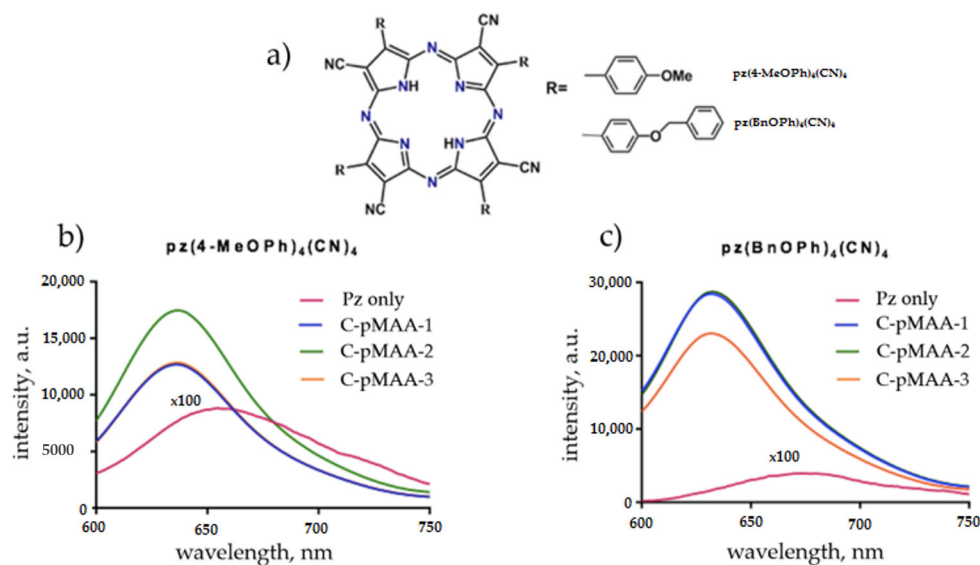 a)
R
CN
NC
N
R
NH
N
N
N
R=
OMe
pz(4-MeOPh)₄(CN)₄
N
HN
O
pz(BnOPh)₄(CN)₄
R
N
CN
NC
R
b)
pz(4-MeOPh)₄(CN)₄
20,000
15,000
10,000
5000
0
intensity, a.u.
Pz only
C-pMAA-1
C-pMAA-2
C-pMAA-3
x100
600
650
700
750
wavelength, nm
c)
pz(BnOPh)₄(CN)₄
30,000
20,000
10,000
0
intensity, a.u.
Pz only
C-pMAA-1
C-pMAA-2
C-pMAA-3
x100
600
650
700
750
wavelength, nm